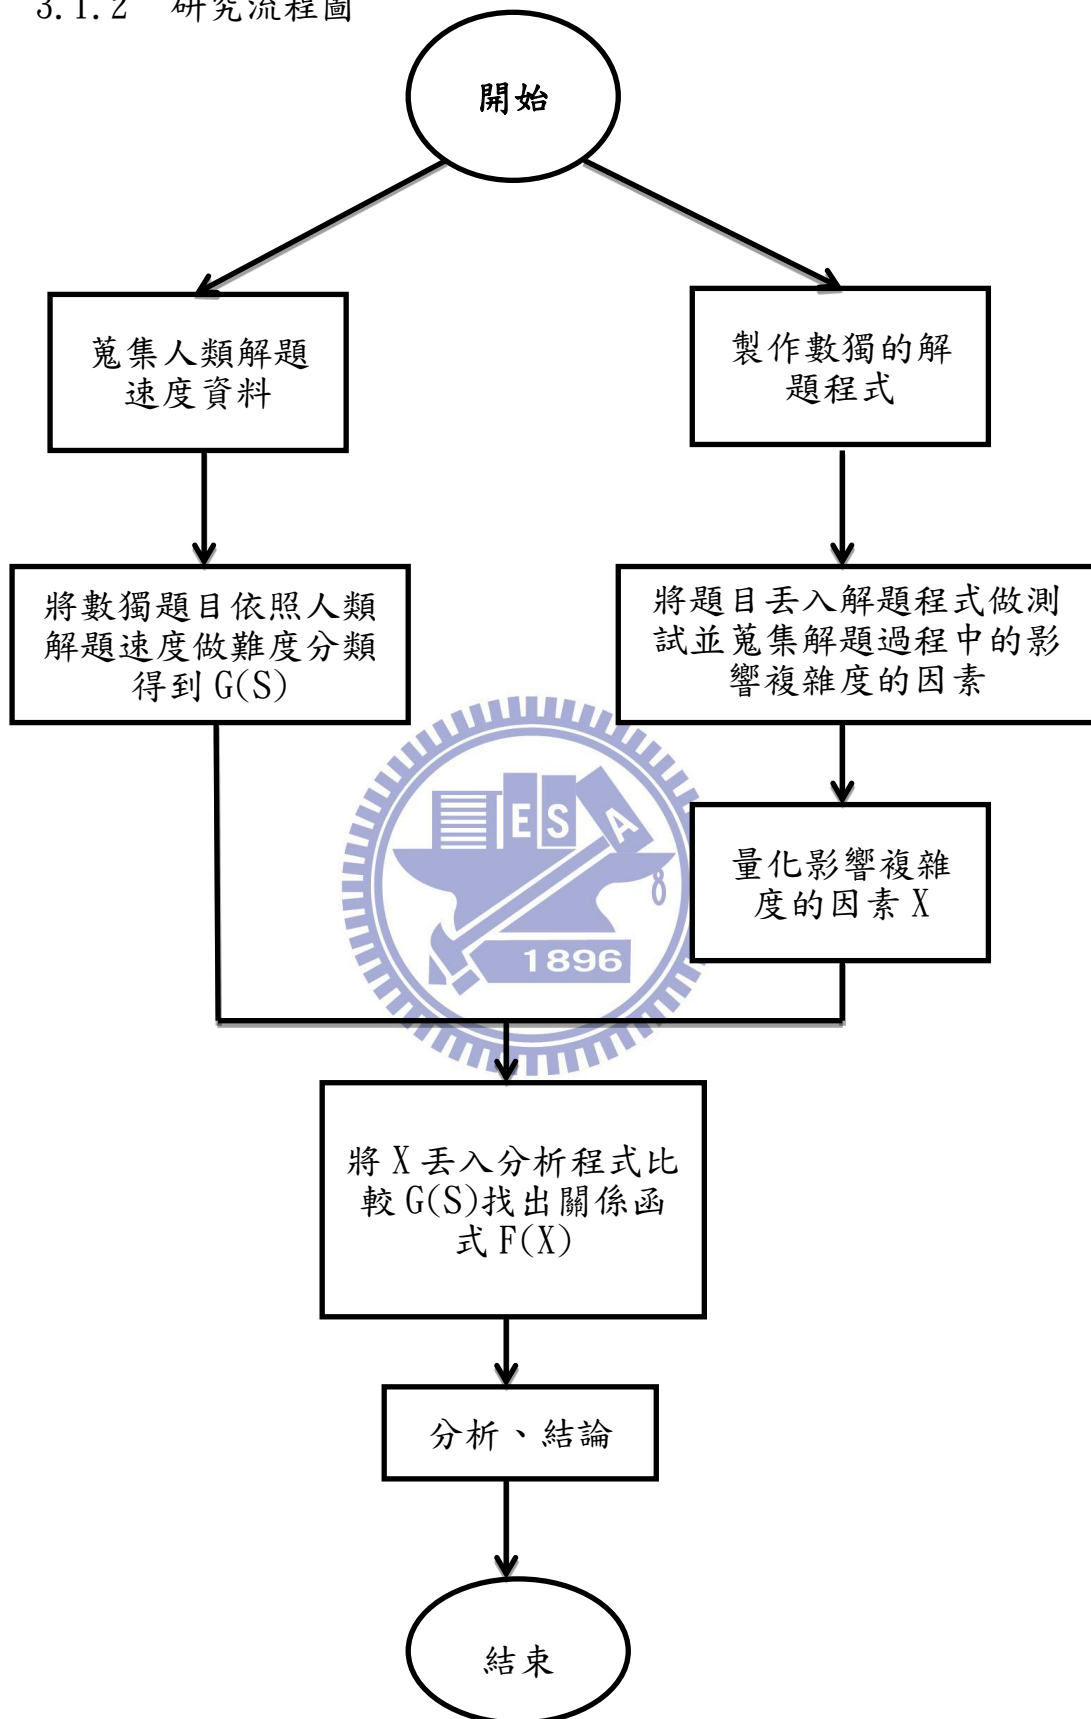 3.1.2 研究流程圖
開始
蒐集人類解題
速度資料
製作數獨的解
題程式
將數獨題目依照人類
解題速度做難度分類
得到 G(S)
將題目丟入解題程式做測
試並蒐集解題過程中的影
響複雜度的因素
E S A
1896
量化影響複雜
度的因素 X
將 X 丟入分析程式比
較 G(S)找出關係函
式 F(X)
分析、結論
結束